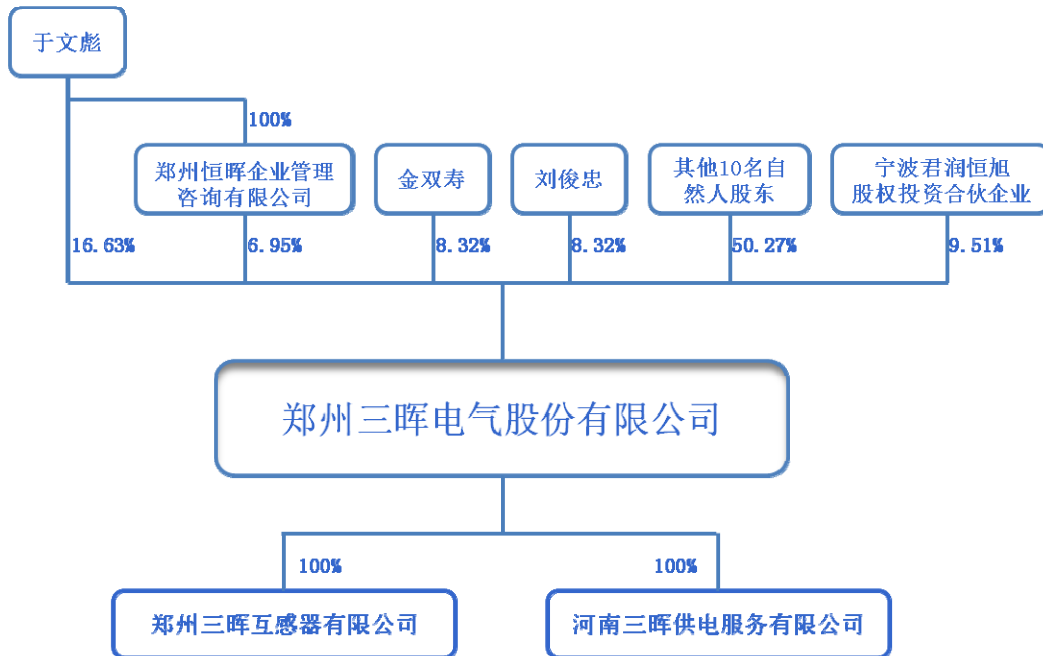 于文彪
100%
郑州恒晖企业管理
咨询有限公司
金双寿
刘俊忠
其他10名自
然人股东
宁波君润恒旭
股权投资合伙企业
16.63%
6.95%
8.32%
8.32%
50.27%
9.51%
郑州三晖电气股份有限公司
100%
100%
郑州三晖互感器有限公司
河南三晖供电服务有限公司